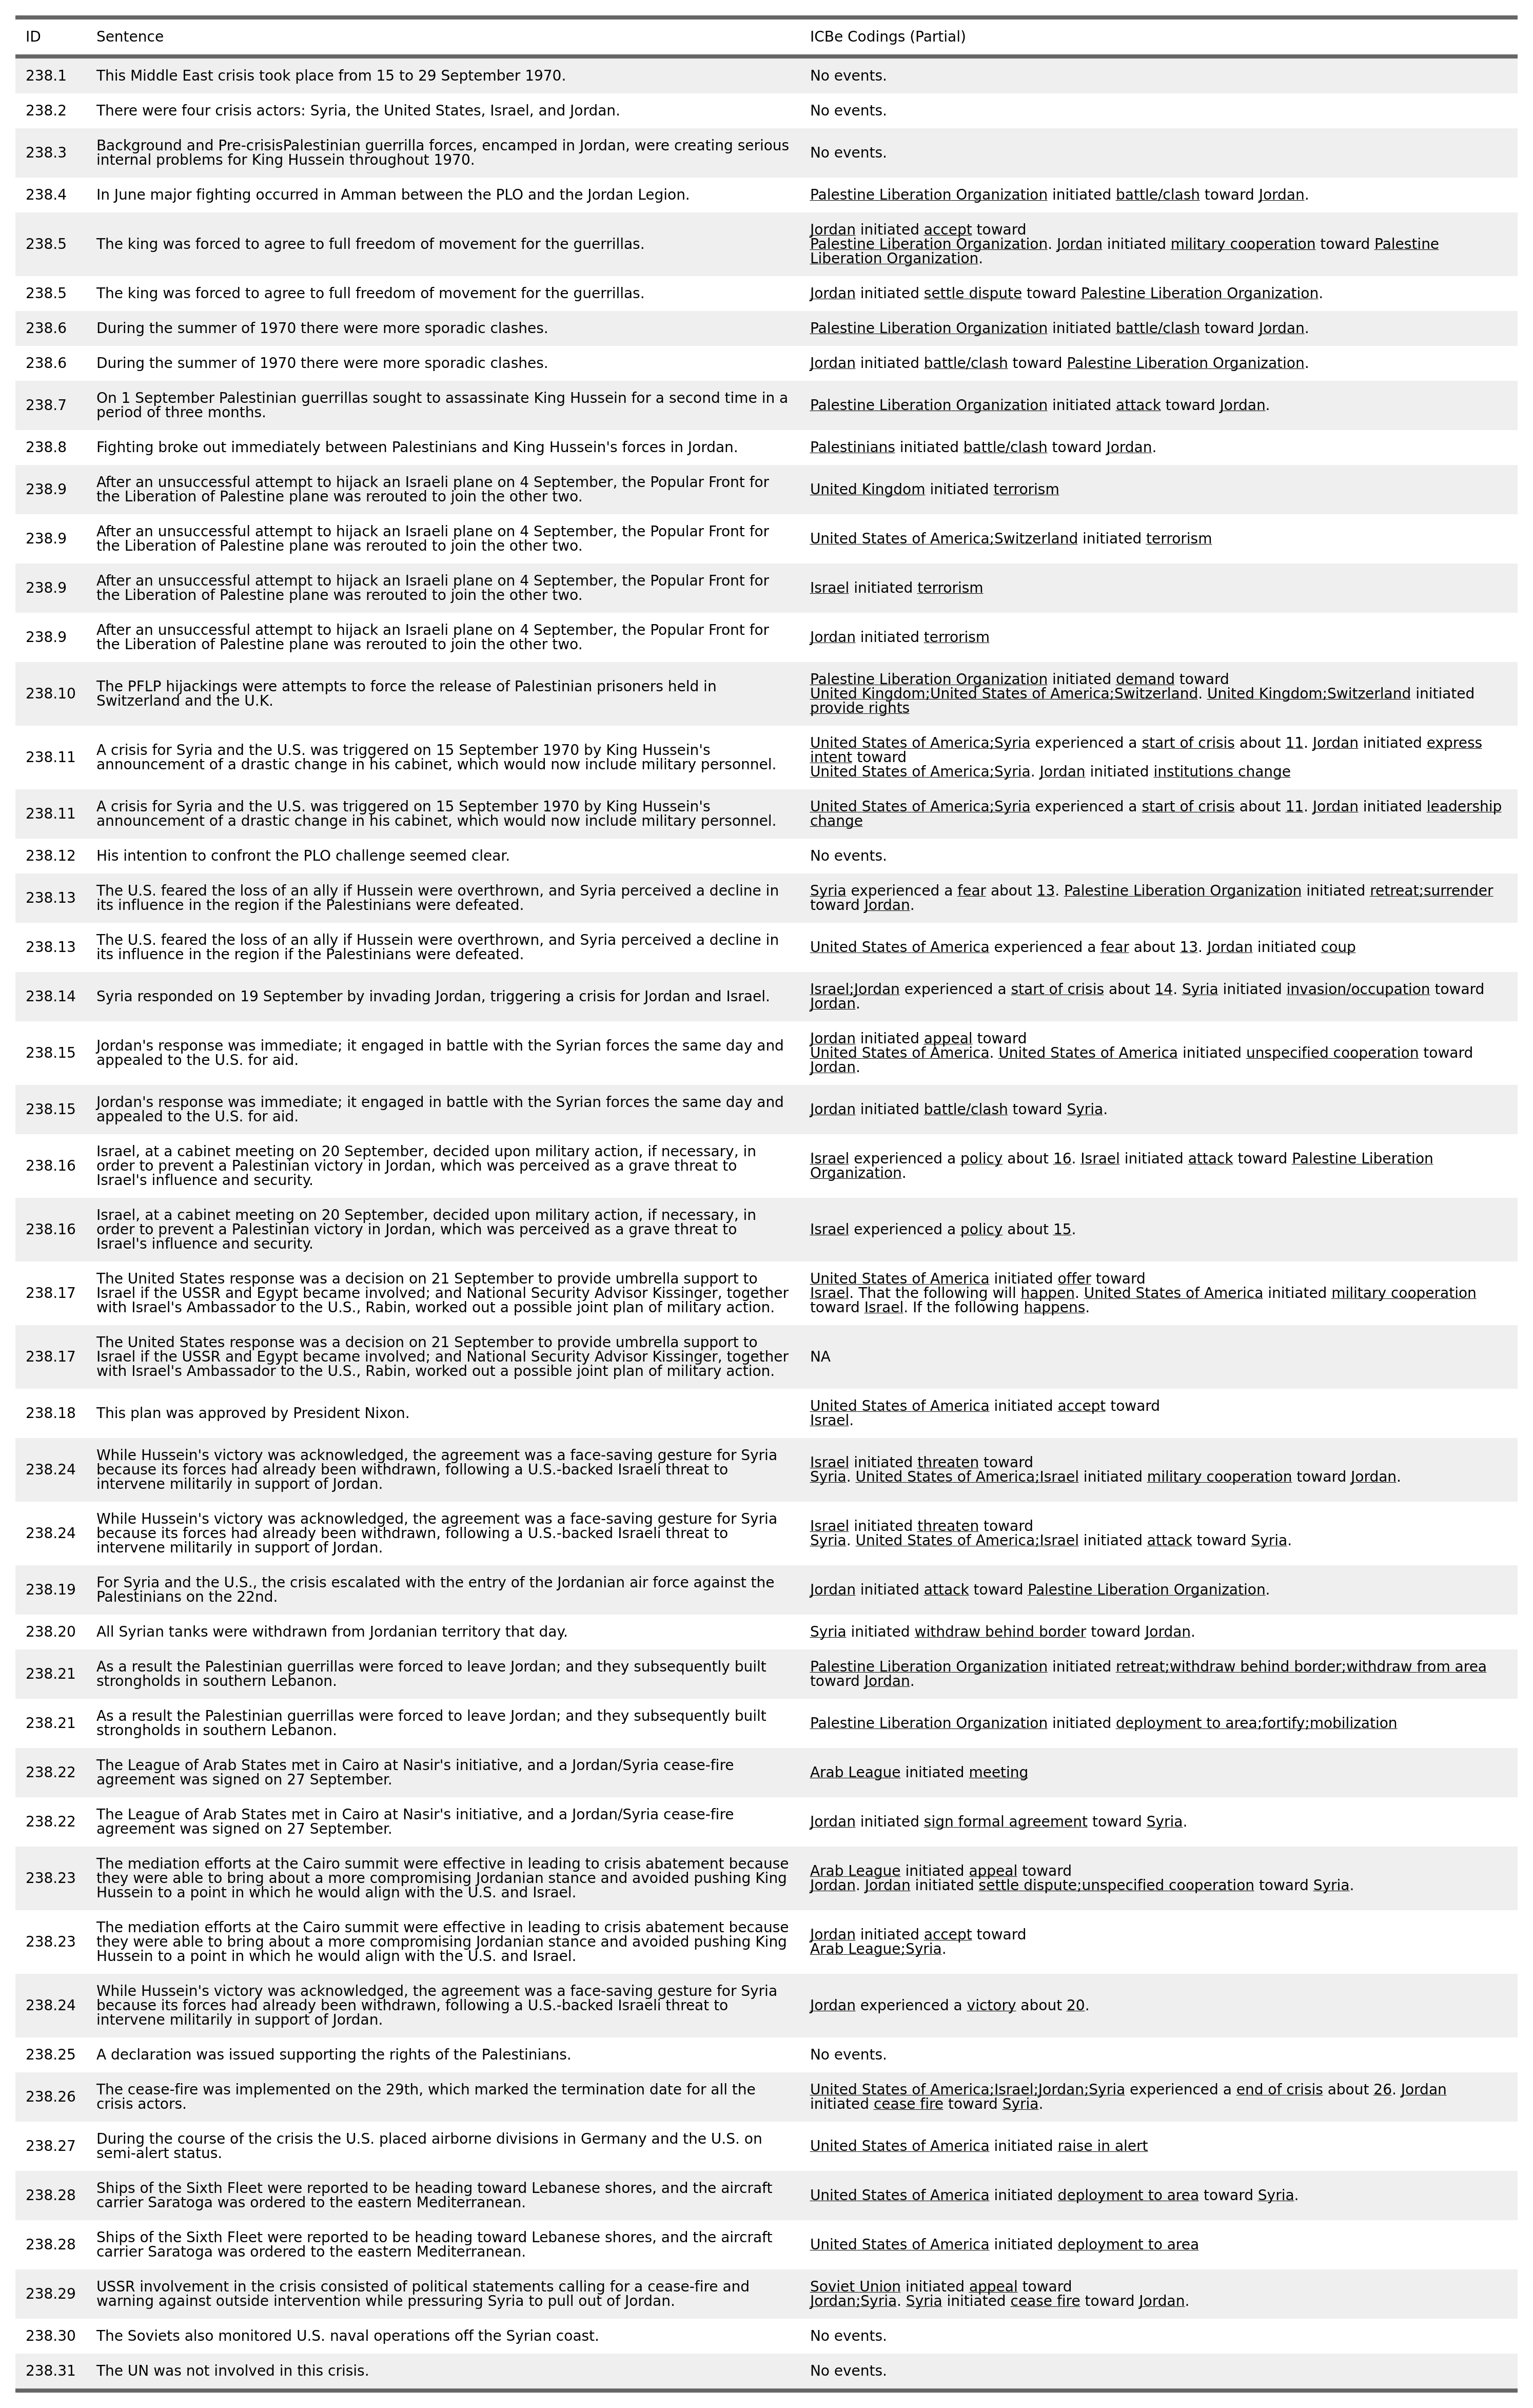 ID Sentence ICBe Codings (Partial)
238.1 This Middle East crisis took place from 15 to 29 September 1970. No events.
238.2 There were four crisis actors: Syria, the United States, Israel, and Jordan. No events.
238.3 Background and Pre-crisisPalestinian guerrilla forces, encamped in Jordan, were creating serious
internal problems for King Hussein throughout 1970. No events.
238.4 In June major fighting occurred in Amman between the PLO and the Jordan Legion. Palestine Liberation Organization initiated battle/clash toward Jordan.
238.5 The king was forced to agree to full freedom of movement for the guerrillas. Jordan initiated accept toward
Palestine Liberation Organization. Jordan initiated military cooperation toward Palestine
Liberation Organization.
238.5 The king was forced to agree to full freedom of movement for the guerrillas. Jordan initiated settle dispute toward Palestine Liberation Organization.
238.6 During the summer of 1970 there were more sporadic clashes. Palestine Liberation Organization initiated battle/clash toward Jordan.
238.6 During the summer of 1970 there were more sporadic clashes. Jordan initiated battle/clash toward Palestine Liberation Organization.
238.7 On 1 September Palestinian guerrillas sought to assassinate King Hussein for a second time in a
period of three months. Palestine Liberation Organization initiated attack toward Jordan.
238.8 Fighting broke out immediately between Palestinians and King Hussein's forces in Jordan. Palestinians initiated battle/clash toward Jordan.
238.9 After an unsuccessful attempt to hijack an Israeli plane on 4 September, the Popular Front for
the Liberation of Palestine plane was rerouted to join the other two. United Kingdom initiated terrorism
238.9 After an unsuccessful attempt to hijack an Israeli plane on 4 September, the Popular Front for
the Liberation of Palestine plane was rerouted to join the other two. United States of America;Switzerland initiated terrorism
238.9 After an unsuccessful attempt to hijack an Israeli plane on 4 September, the Popular Front for
the Liberation of Palestine plane was rerouted to join the other two. Israel initiated terrorism
238.9 After an unsuccessful attempt to hijack an Israeli plane on 4 September, the Popular Front for
the Liberation of Palestine plane was rerouted to join the other two. Jordan initiated terrorism
238.10 The PFLP hijackings were attempts to force the release of Palestinian prisoners held in
Switzerland and the U.K. Palestine Liberation Organization initiated demand toward
United Kingdom;United States of America;Switzerland. United Kingdom;Switzerland initiated
provide rights
238.11 A crisis for Syria and the U.S. was triggered on 15 September 1970 by King Hussein's
announcement of a drastic change in his cabinet, which would now include military personnel. United States of America;Syria experienced a start of crisis about 11. Jordan initiated express
intent toward
United States of America;Syria. Jordan initiated institutions change
238.11 A crisis for Syria and the U.S. was triggered on 15 September 1970 by King Hussein's
announcement of a drastic change in his cabinet, which would now include military personnel. United States of America;Syria experienced a start of crisis about 11. Jordan initiated leadership
change
238.12 His intention to confront the PLO challenge seemed clear. No events.
238.13 The U.S. feared the loss of an ally if Hussein were overthrown, and Syria perceived a decline in
its influence in the region if the Palestinians were defeated. Syria experienced a fear about 13. Palestine Liberation Organization initiated retreat;surrender
toward Jordan.
238.13 The U.S. feared the loss of an ally if Hussein were overthrown, and Syria perceived a decline in
its influence in the region if the Palestinians were defeated. United States of America experienced a fear about 13. Jordan initiated coup
238.14 Syria responded on 19 September by invading Jordan, triggering a crisis for Jordan and Israel. Israel;Jordan experienced a start of crisis about 14. Syria initiated invasion/occupation toward
Jordan.
238.15 Jordan's response was immediate; it engaged in battle with the Syrian forces the same day and
appealed to the U.S. for aid. Jordan initiated appeal toward
United States of America. United States of America initiated unspecified cooperation toward
Jordan.
238.15 Jordan's response was immediate; it engaged in battle with the Syrian forces the same day and
appealed to the U.S. for aid. Jordan initiated battle/clash toward Syria.
238.16 Israel, at a cabinet meeting on 20 September, decided upon military action, if necessary, in
order to prevent a Palestinian victory in Jordan, which was perceived as a grave threat to
Israel's influence and security. Israel experienced a policy about 16. Israel initiated attack toward Palestine Liberation
Organization.
238.16 Israel, at a cabinet meeting on 20 September, decided upon military action, if necessary, in
order to prevent a Palestinian victory in Jordan, which was perceived as a grave threat to
Israel's influence and security. Israel experienced a policy about 15.
238.17 The United States response was a decision on 21 September to provide umbrella support to
Israel if the USSR and Egypt became involved; and National Security Advisor Kissinger, together
with Israel's Ambassador to the U.S., Rabin, worked out a possible joint plan of military action. United States of America initiated offer toward
Israel. That the following will happen. United States of America initiated military cooperation
toward Israel. If the following happens.
238.17 The United States response was a decision on 21 September to provide umbrella support to
Israel if the USSR and Egypt became involved; and National Security Advisor Kissinger, together
with Israel's Ambassador to the U.S., Rabin, worked out a possible joint plan of military action. NA
238.18 This plan was approved by President Nixon. United States of America initiated accept toward
Israel.
238.24 While Hussein's victory was acknowledged, the agreement was a face-saving gesture for Syria
because its forces had already been withdrawn, following a U.S.-backed Israeli threat to
intervene militarily in support of Jordan. Israel initiated threaten toward
Syria. United States of America;Israel initiated military cooperation toward Jordan.
238.24 While Hussein's victory was acknowledged, the agreement was a face-saving gesture for Syria
because its forces had already been withdrawn, following a U.S.-backed Israeli threat to
intervene militarily in support of Jordan. Israel initiated threaten toward
Syria. United States of America;Israel initiated attack toward Syria.
238.19 For Syria and the U.S., the crisis escalated with the entry of the Jordanian air force against the
Palestinians on the 22nd. Jordan initiated attack toward Palestine Liberation Organization.
238.20 All Syrian tanks were withdrawn from Jordanian territory that day. Syria initiated withdraw behind border toward Jordan.
238.21 As a result the Palestinian guerrillas were forced to leave Jordan; and they subsequently built
strongholds in southern Lebanon. Palestine Liberation Organization initiated retreat;withdraw behind border;withdraw from area
toward Jordan.
238.21 As a result the Palestinian guerrillas were forced to leave Jordan; and they subsequently built
strongholds in southern Lebanon. Palestine Liberation Organization initiated deployment to area;fortify;mobilization
238.22 The League of Arab States met in Cairo at Nasir's initiative, and a Jordan/Syria cease-fire
agreement was signed on 27 September. Arab League initiated meeting
238.22 The League of Arab States met in Cairo at Nasir's initiative, and a Jordan/Syria cease-fire
agreement was signed on 27 September. Jordan initiated sign formal agreement toward Syria.
238.23 The mediation efforts at the Cairo summit were effective in leading to crisis abatement because
they were able to bring about a more compromising Jordanian stance and avoided pushing King
Hussein to a point in which he would align with the U.S. and Israel. Arab League initiated appeal toward
Jordan. Jordan initiated settle dispute;unspecified cooperation toward Syria.
238.23 The mediation efforts at the Cairo summit were effective in leading to crisis abatement because
they were able to bring about a more compromising Jordanian stance and avoided pushing King
Hussein to a point in which he would align with the U.S. and Israel. Jordan initiated accept toward
Arab League;Syria.
238.24 While Hussein's victory was acknowledged, the agreement was a face-saving gesture for Syria
because its forces had already been withdrawn, following a U.S.-backed Israeli threat to
intervene militarily in support of Jordan. Jordan experienced a victory about 20.
238.25 A declaration was issued supporting the rights of the Palestinians. No events.
238.26 The cease-fire was implemented on the 29th, which marked the termination date for all the
crisis actors. United States of America;Israel;Jordan;Syria experienced a end of crisis about 26. Jordan
initiated cease fire toward Syria.
238.27 During the course of the crisis the U.S. placed airborne divisions in Germany and the U.S. on
semi-alert status. United States of America initiated raise in alert
238.28 Ships of the Sixth Fleet were reported to be heading toward Lebanese shores, and the aircraft
carrier Saratoga was ordered to the eastern Mediterranean. United States of America initiated deployment to area toward Syria.
238.28 Ships of the Sixth Fleet were reported to be heading toward Lebanese shores, and the aircraft
carrier Saratoga was ordered to the eastern Mediterranean. United States of America initiated deployment to area
238.29 USSR involvement in the crisis consisted of political statements calling for a cease-fire and
warning against outside intervention while pressuring Syria to pull out of Jordan. Soviet Union initiated appeal toward
Jordan;Syria. Syria initiated cease fire toward Jordan.
238.30 The Soviets also monitored U.S. naval operations off the Syrian coast. No events.
238.31 The UN was not involved in this crisis. No events.